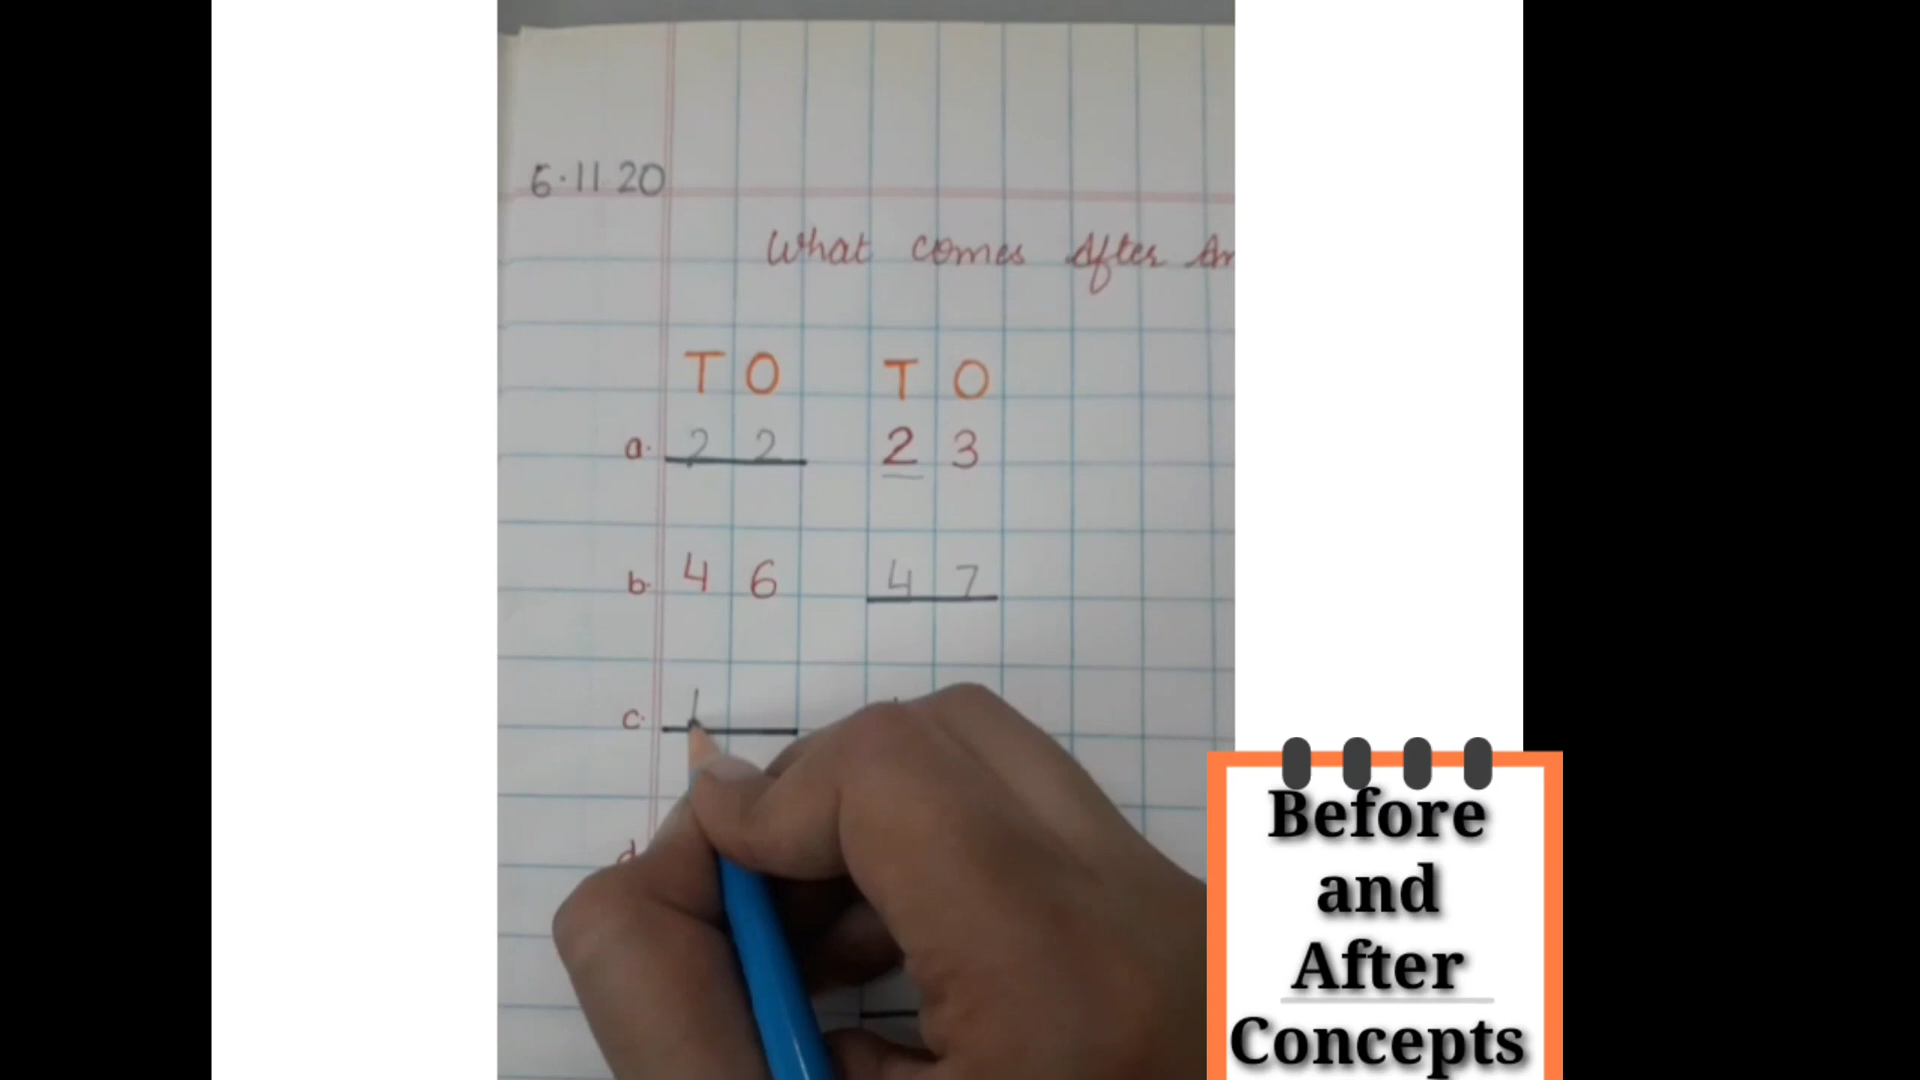 6.11 20
What comes After
T O T O
a. 2 2 2 3
b. 4 6 4 7
c. 1
d
Before
and
After
Concepts